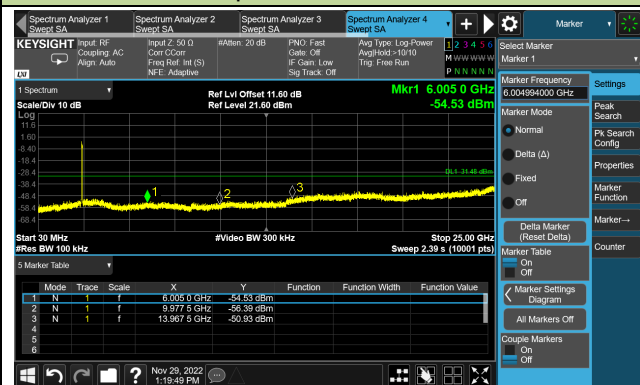 Spectrum Analyzer 1
Swept SA
Spectrum Analyzer 2
Swept SA
Spectrum Analyzer 3
Swept SA
Spectrum Analyzer 4
Swept SA
Marker
KEYSIGHT
Input: RF
Coupling: AC
Align: Auto
Input Z: 50 Ω
Corr CCorr
Freq Ref: Int (S)
NFE: Adaptive
#Atten: 20 dB
PNO: Fast
Gate: Off
IF Gain: Low
Sig Track: Off
Avg Type: Log-Power
Avg|Hold:>10/10
Trig: Free Run
1 2 3 4 5 6
M W W W W W
P N N N N N
LXI
Select Marker
Marker 1
1 Spectrum
Scale/Div 10 dB
Ref Lvl Offset 11.60 dB
Ref Level 21.60 dBm
Mkr1 6.005 0 GHz
-54.53 dBm
Log
11.6
1.60
-8.40
-18.4
-28.4
-38.4
-48.4
-58.4
-68.4
DL1 -31.48 dBm
1
2
3
Start 30 MHz
#Res BW 100 kHz
#Video BW 300 kHz
Stop 25.00 GHz
Sweep 2.39 s (10001 pts)
5 Marker Table
Mode Trace Scale X Y Function Function Width Function Value
1 N 1 f 6.005 0 GHz -54.53 dBm
2 N 1 f 9.977 5 GHz -56.39 dBm
3 N 1 f 13.967 5 GHz -50.93 dBm
4
5
6
Marker Frequency
6.004994000 GHz
Marker Mode
Normal
Delta (Δ)
Fixed
Off
Delta Marker
(Reset Delta)
Marker Table
On
Off
Marker Settings
Diagram
All Markers Off
Couple Markers
On
Off
Settings
Peak
Search
Pk Search
Config
Properties
Marker
Function
Marker→
Counter
Nov 29, 2022
1:19:49 PM